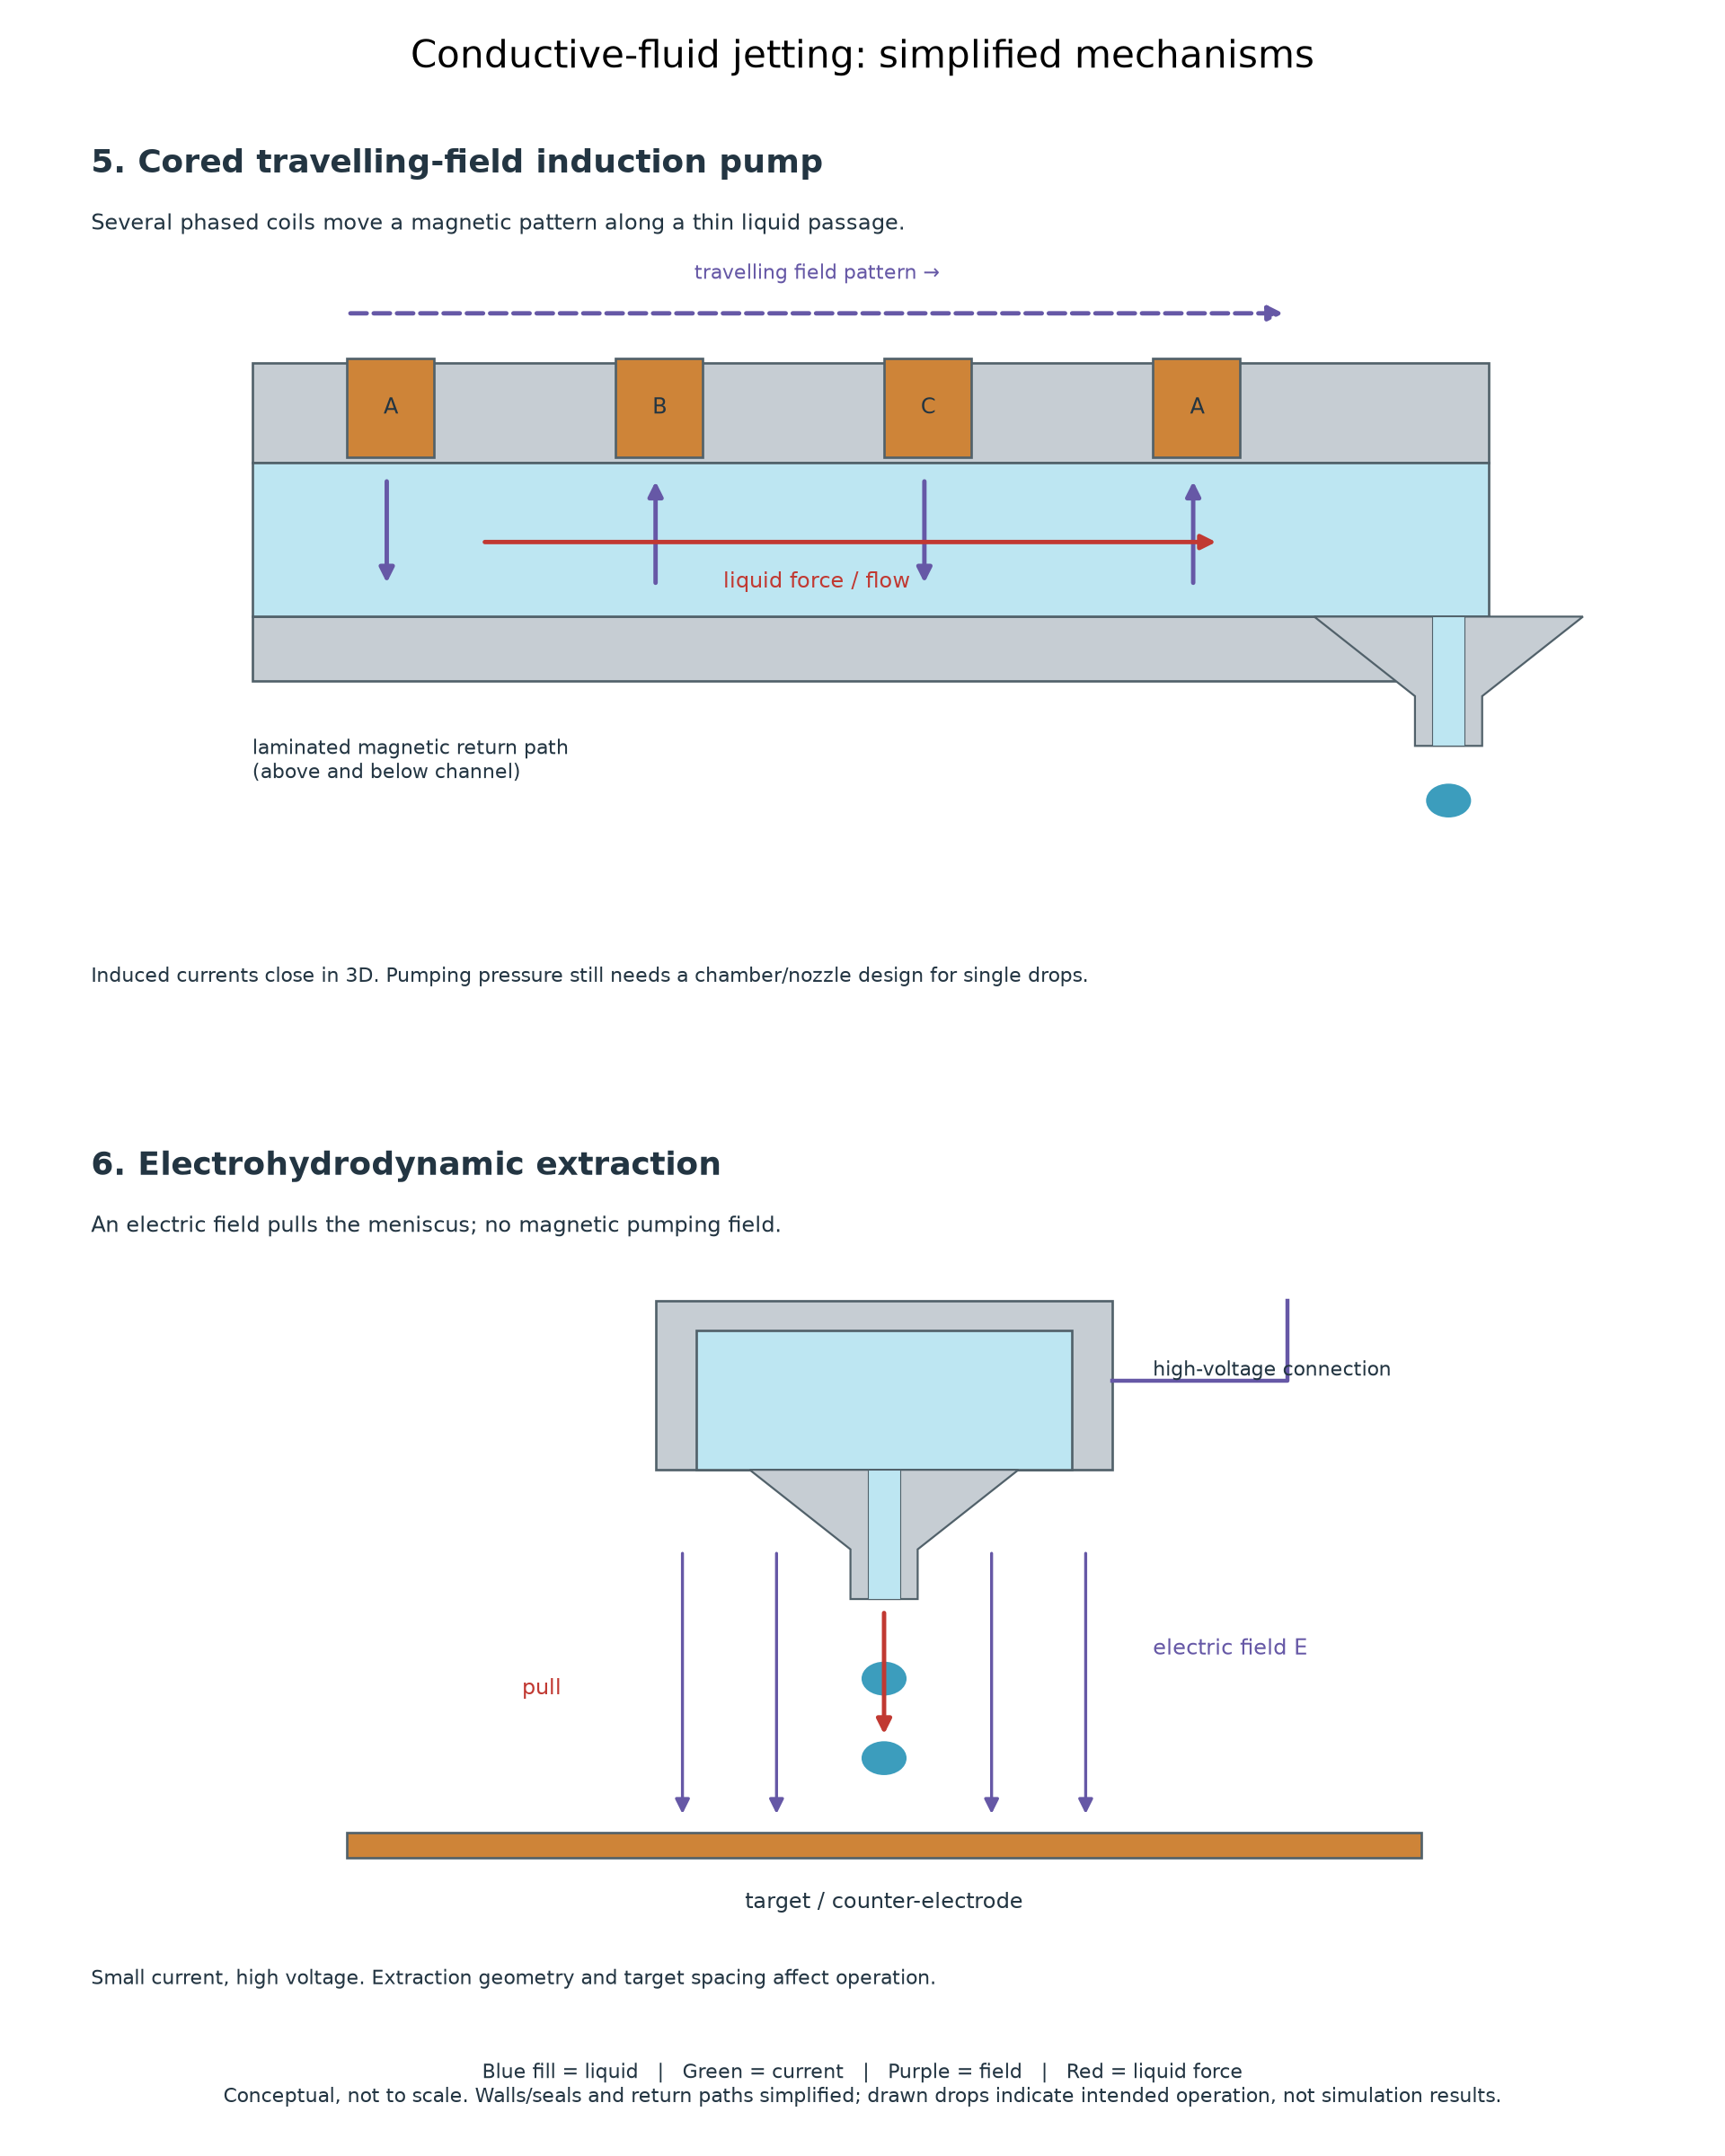 Conductive-fluid jetting: simplified mechanisms
5. Cored travelling-field induction pump
Several phased coils move a magnetic pattern along a thin liquid passage.
travelling field pattern →
A
B
C
A
liquid force / flow
laminated magnetic return path
(above and below channel)
Induced currents close in 3D. Pumping pressure still needs a chamber/nozzle design for single drops.
6. Electrohydrodynamic extraction
An electric field pulls the meniscus; no magnetic pumping field.
high-voltage connection
electric field E
pull
target / counter-electrode
Small current, high voltage. Extraction geometry and target spacing affect operation.
Blue fill = liquid | Green = current | Purple = field | Red = liquid force
Conceptual, not to scale. Walls/seals and return paths simplified; drawn drops indicate intended operation, not simulation results.